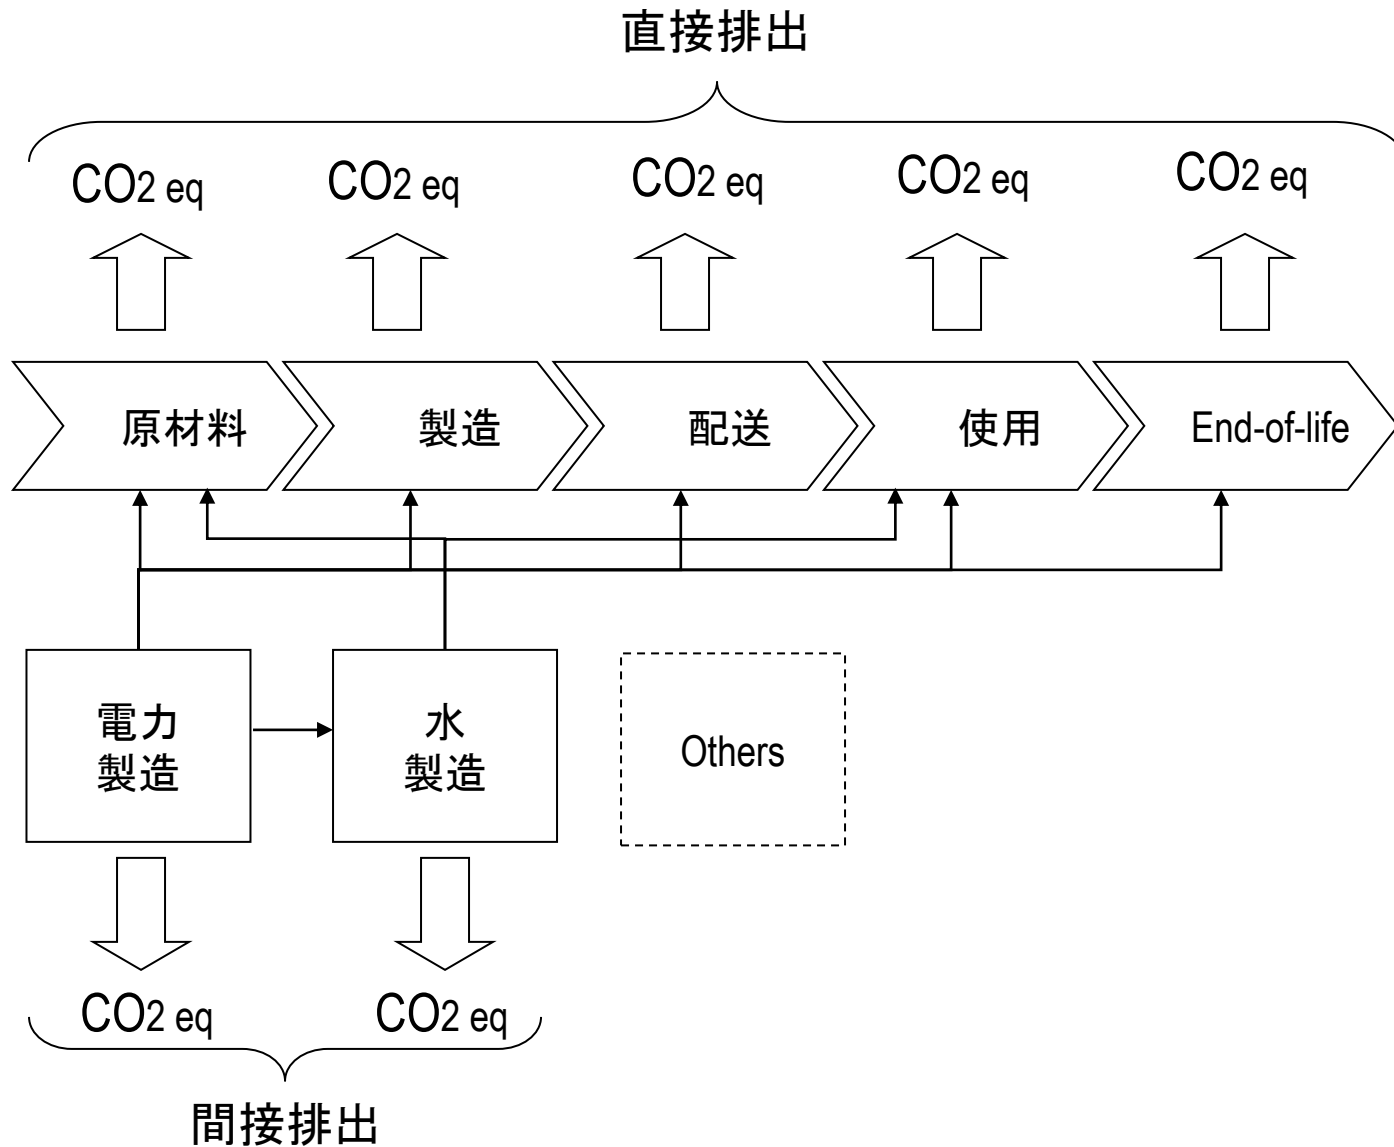 直接排出
CO2 eq
CO2 eq
CO2 eq
CO2 eq
CO2 eq
原材料
製造
配送
使用
End-of-life
電力
製造
水
製造
Others
CO2 eq
CO2 eq
間接排出